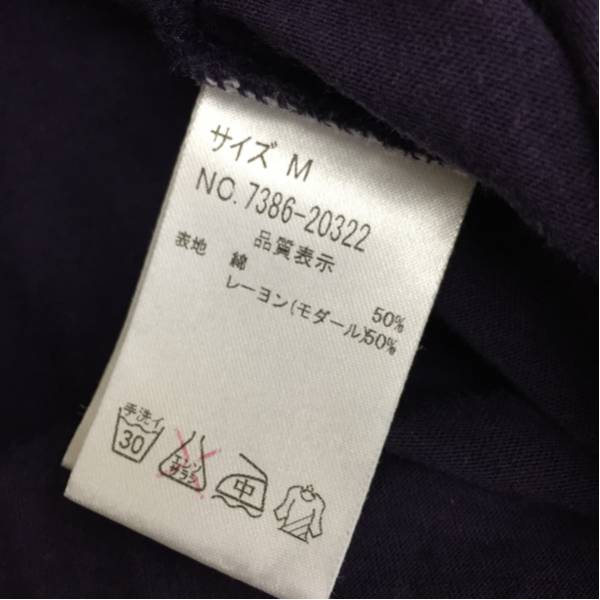 サイズ M
NO. 7386-20322
品質表示
表地 綿 50%
レーヨン(モダール)50%
手洗イ
30
エンソ
サラシ
中